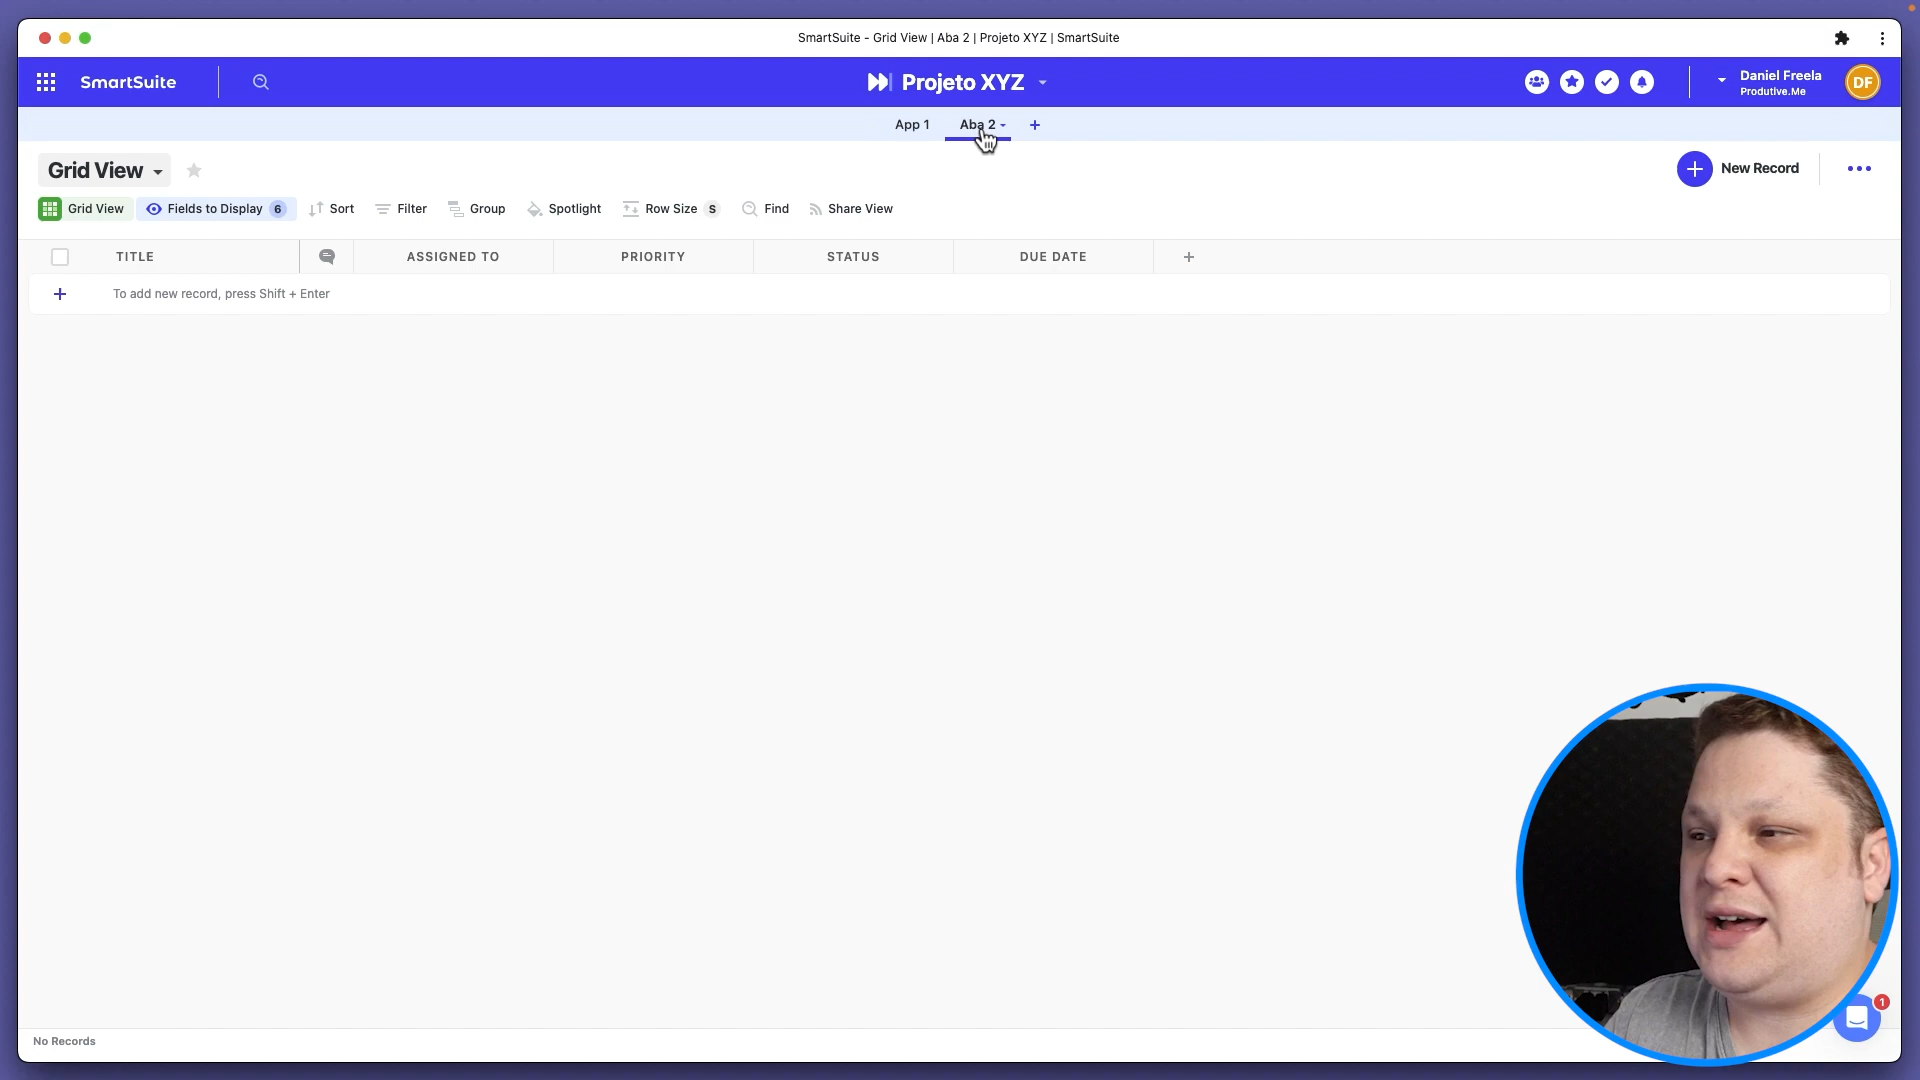 SmartSuite - Grid View | Aba 2 | Projeto XYZ | SmartSuite
SmartSuite
Projeto XYZ
Daniel Freela
Produtive.Me
DF
App 1
Aba 2
Grid View
New Record
Grid View
Fields to Display 6
Sort
Filter
Group
Spotlight
Row Size S
Find
Share View
TITLE
ASSIGNED TO
PRIORITY
STATUS
DUE DATE
To add new record, press Shift + Enter
1
No Records